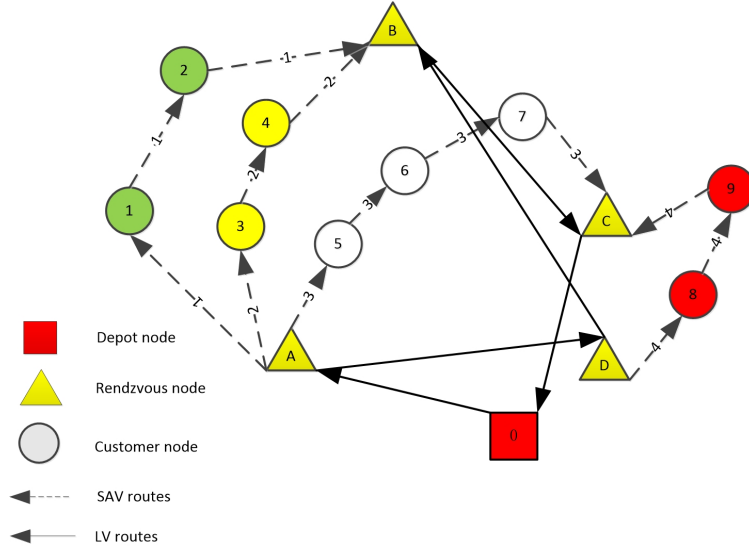 B
2
-1-
7
4
-2-
3
3
6
1
2
3
9
C
4
1
3
5
8
4
1
2
3
A
D
4
0
Depot node
Rendzvous node
Customer node
SAV routes
LV routes